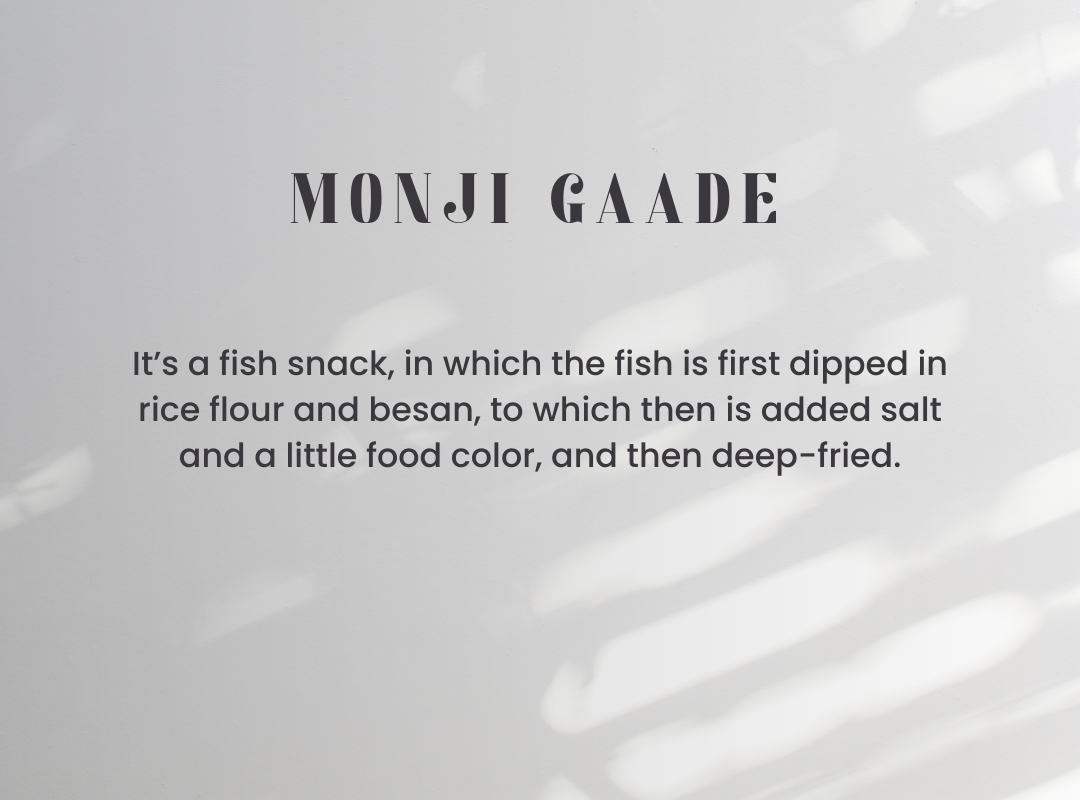 MONJI GAADE
It’s a fish snack, in which the fish is first dipped in
rice flour and besan, to which then is added salt
and a little food color, and then deep-fried.